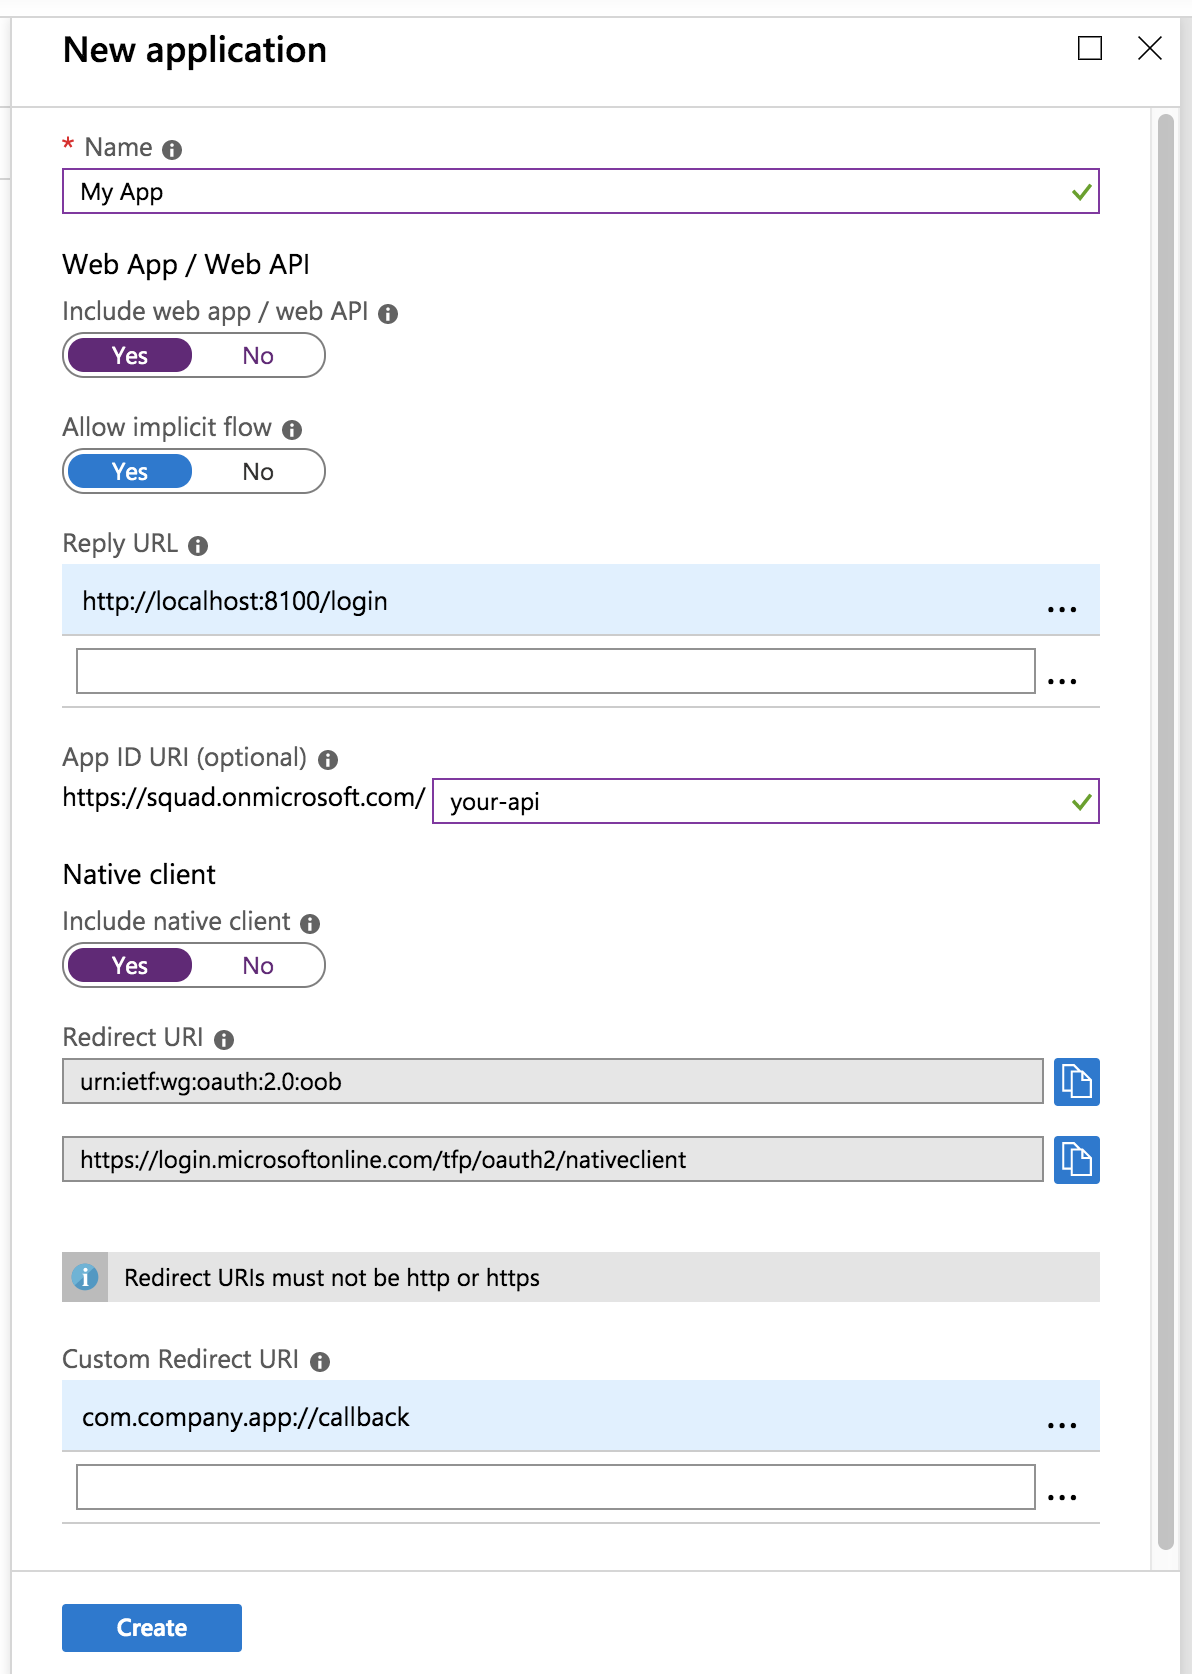 New application
* Name
My App
Web App / Web API
Include web app / web API
Yes No
Allow implicit flow
Yes No
Reply URL
http://localhost:8100/login
...
...
App ID URI (optional)
https://squad.onmicrosoft.com/ your-api
Native client
Include native client
Yes No
Redirect URI
urn:ietf:wg:oauth:2.0:oob
https://login.microsoftonline.com/tfp/oauth2/nativeclient
Redirect URIs must not be http or https
Custom Redirect URI
com.company.app://callback
...
...
Create